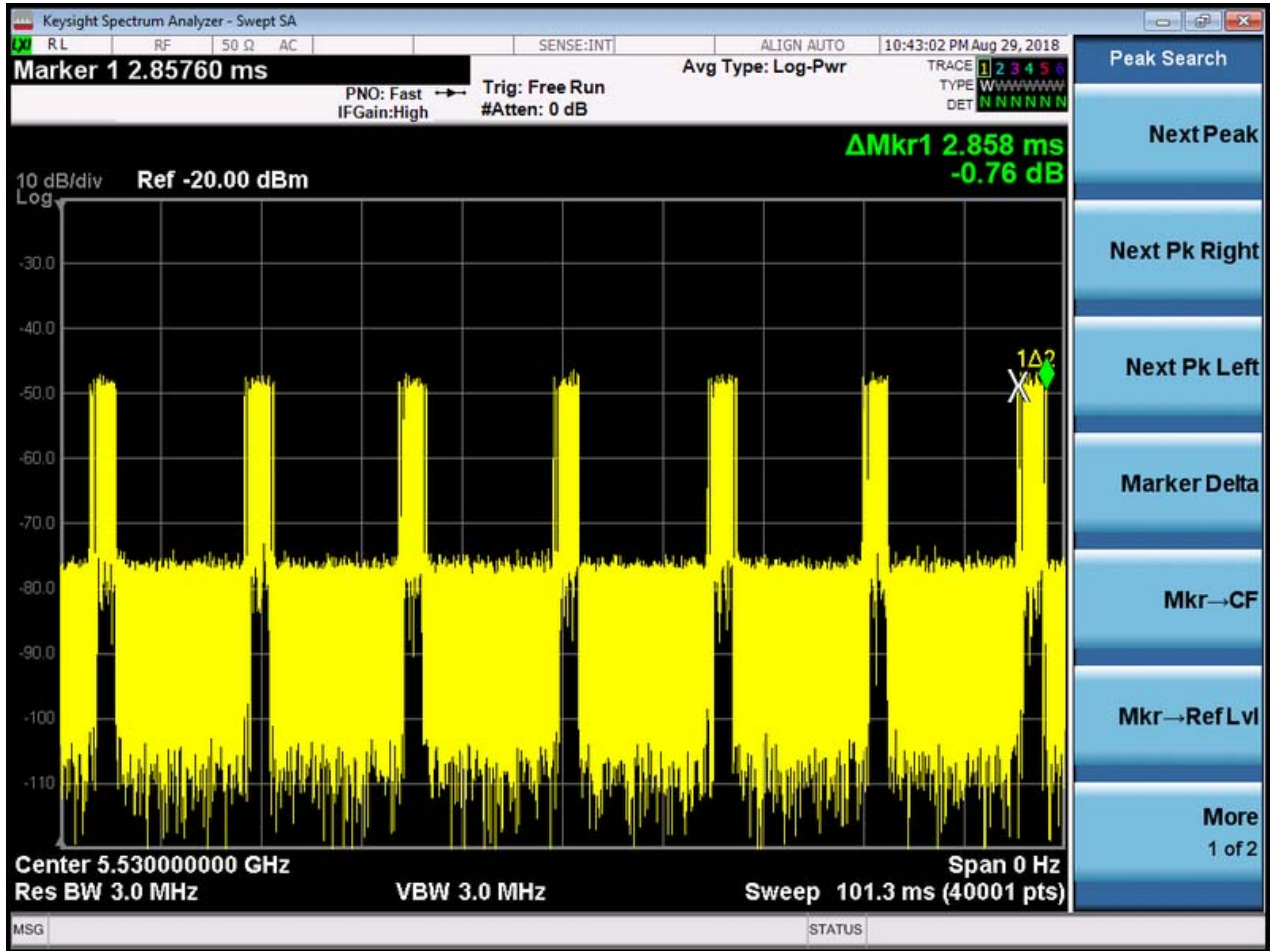 Keysight Spectrum Analyzer - Swept SA
LXI RL RF 50 Ω AC SENSE:INT ALIGN AUTO 10:43:02 PM Aug 29, 2018
Marker 1 2.85760 ms
PNO: Fast
IFGain:High
Trig: Free Run
#Atten: 0 dB
Avg Type: Log-Pwr
TRACE 1 2 3 4 5 6
TYPE WWWWWW
DET N N N N N N
ΔMkr1 2.858 ms
-0.76 dB
10 dB/div Ref -20.00 dBm
Log
-30.0
-40.0
-50.0
-60.0
-70.0
-80.0
-90.0
-100
-110
1Δ2
X
Center 5.530000000 GHz Span 0 Hz
Res BW 3.0 MHz VBW 3.0 MHz Sweep 101.3 ms (40001 pts)
MSG STATUS
Peak Search
Next Peak
Next Pk Right
Next Pk Left
Marker Delta
Mkr→CF
Mkr→Ref Lvl
More
1 of 2